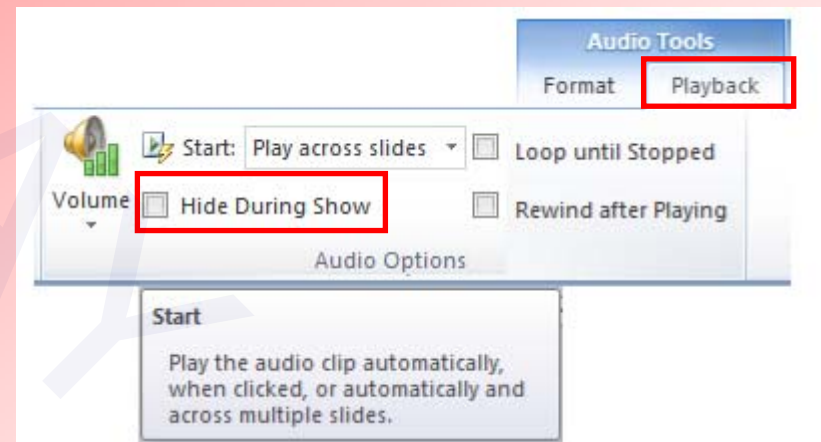 Audio Tools
Format Playback
Start: Play across slides Loop until Stopped
Volume Hide During Show Rewind after Playing
Audio Options
Start
Play the audio clip automatically,
when clicked, or automatically and
across multiple slides.